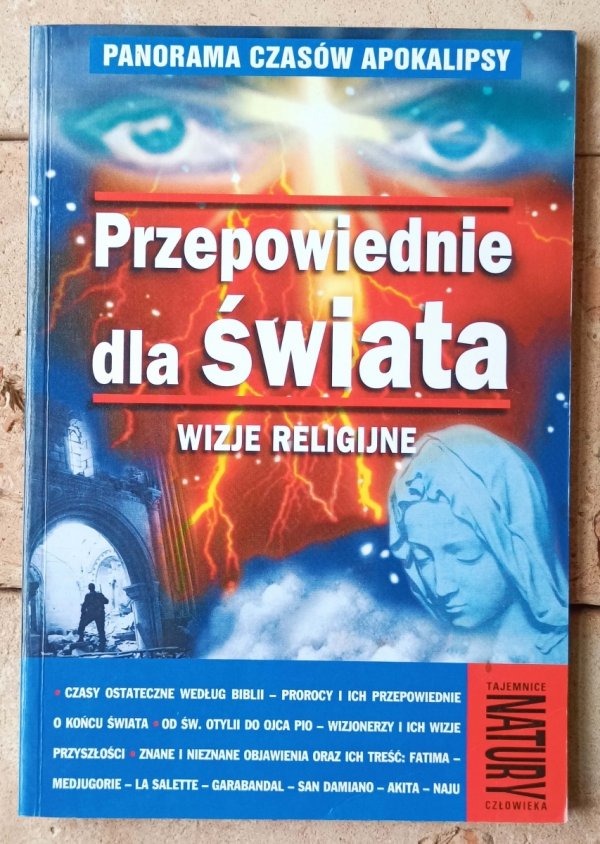 PANORAMA CZASÓW APOKALIPSY
Przepowiednie
dla świata
WIZJE RELIGIJNE
• CZASY OSTATECZNE WEDŁUG BIBLII – PROROCY I ICH PRZEPOWIEDNIE
O KOŃCU ŚWIATA • OD ŚW. OTYLII DO OJCA PIO – WIZJONERZY I ICH WIZJE
PRZYSZŁOŚCI • ZNANE I NIEZNANE OBJAWIENIA ORAZ ICH TREŚĆ: FATIMA –
MEDJUGORIE – LA SALETTE – GARABANDAL – SAN DAMIANO – AKITA – NAJU
TAJEMNICE
NATURY
CZŁOWIEKA